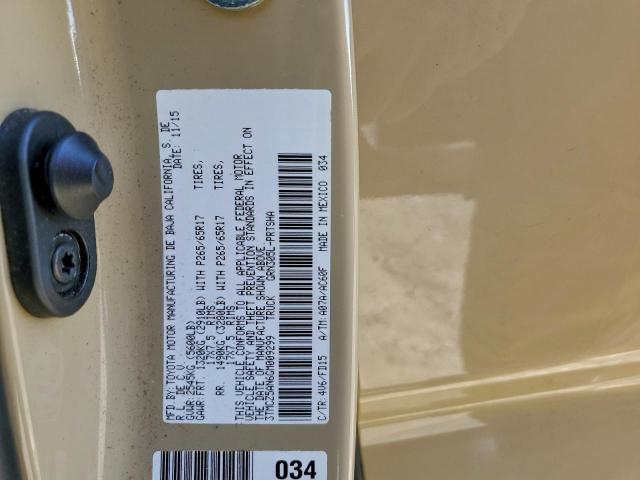 MFD.BY:TOYOTA MOTOR MANUFACTURING DE BAJA CALIFORNIA, S. DE
R.L. DE C.V. DATE: 11/15
GVWR: 2545KG (5600LB)
GAWR: FRT. 1320KG (2910LB) WITH P265/65R17 TIRES,
17X7.5 RIMS,
RR. 1490KG (3280LB) WITH P265/65R17 TIRES,
17X7.5 RIMS,
THIS VEHICLE CONFORMS TO ALL APPLICABLE FEDERAL MOTOR
VEHICLE SAFETY AND THEFT PREVENTION STANDARDS IN EFFECT ON
THE DATE OF MANUFACTURE SHOWN ABOVE.
3TMCZ5AN6GM009299 TRUCK GRN305L-PRTSHA
C/TR:4V6/FD15 A/TM:A07A/AC60F MADE IN MEXICO 034
034